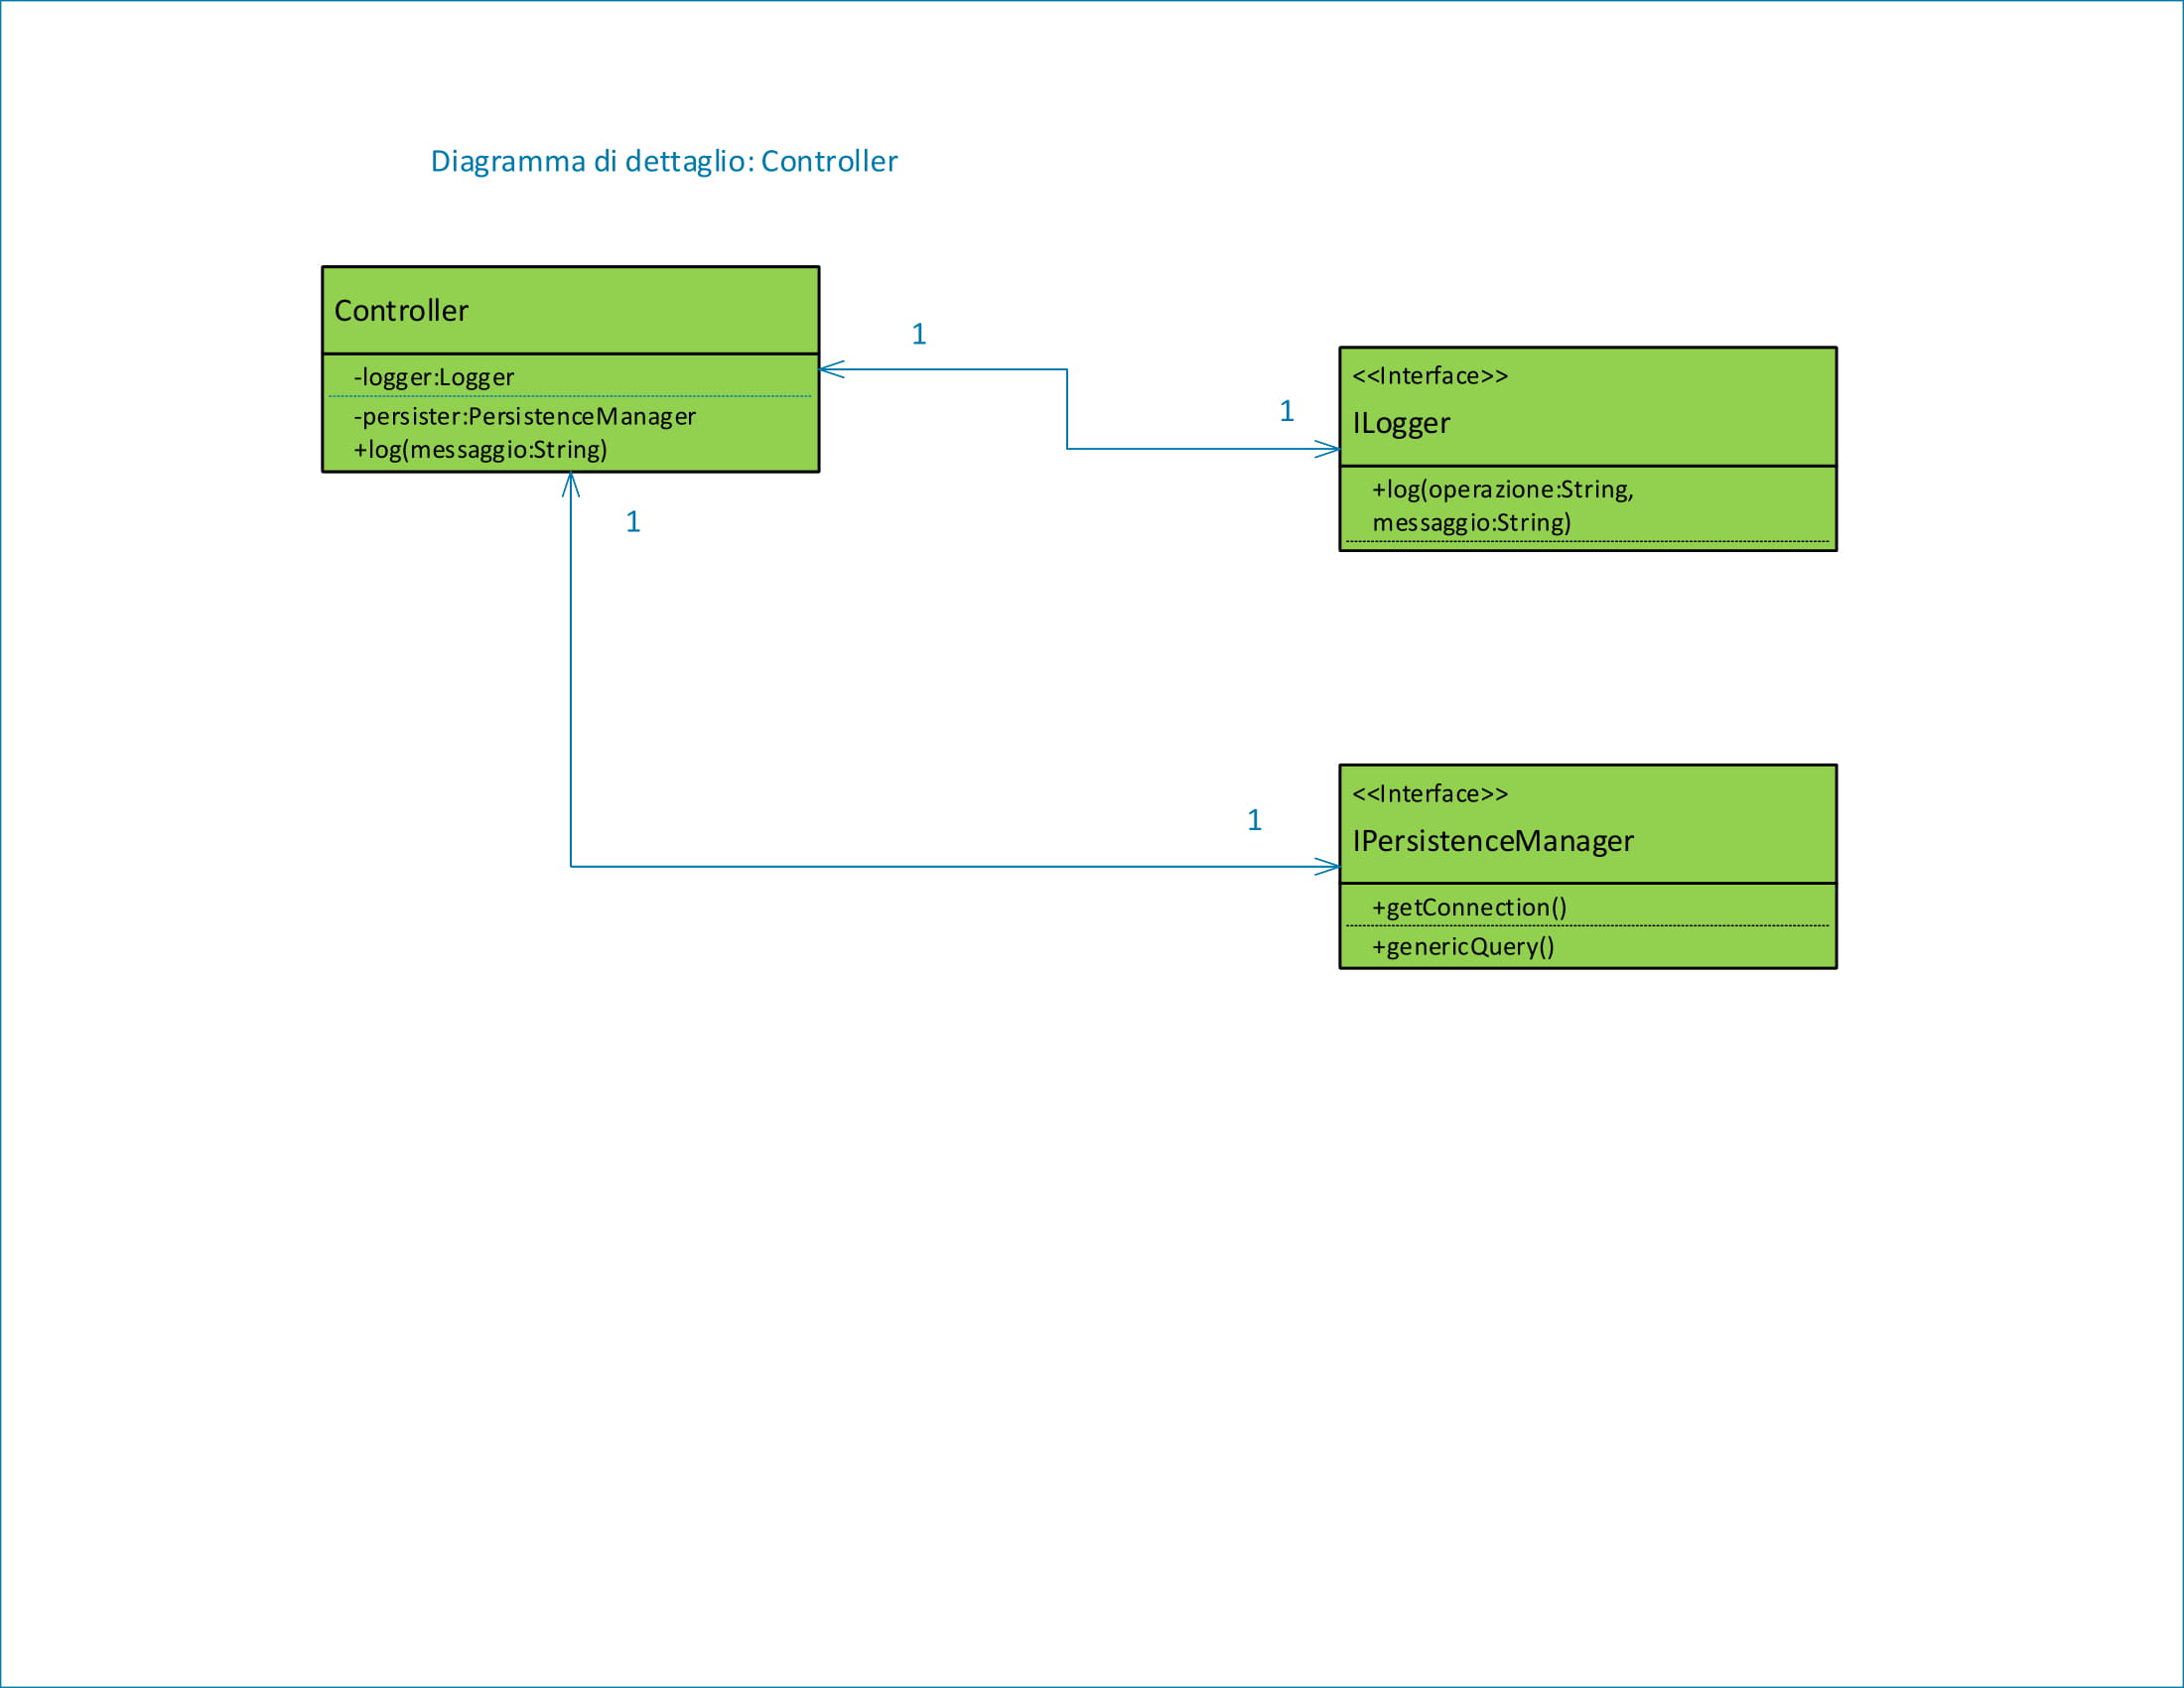 Diagramma di dettaglio: Controller
Controller
-logger:Logger
-persister:PersistenceManager
+log(messaggio:String)
1
1
<<Interface>>
ILogger
+log(operazione:String,
messaggio:String)
1
1
<<Interface>>
IPersistenceManager
+getConnection()
+genericQuery()